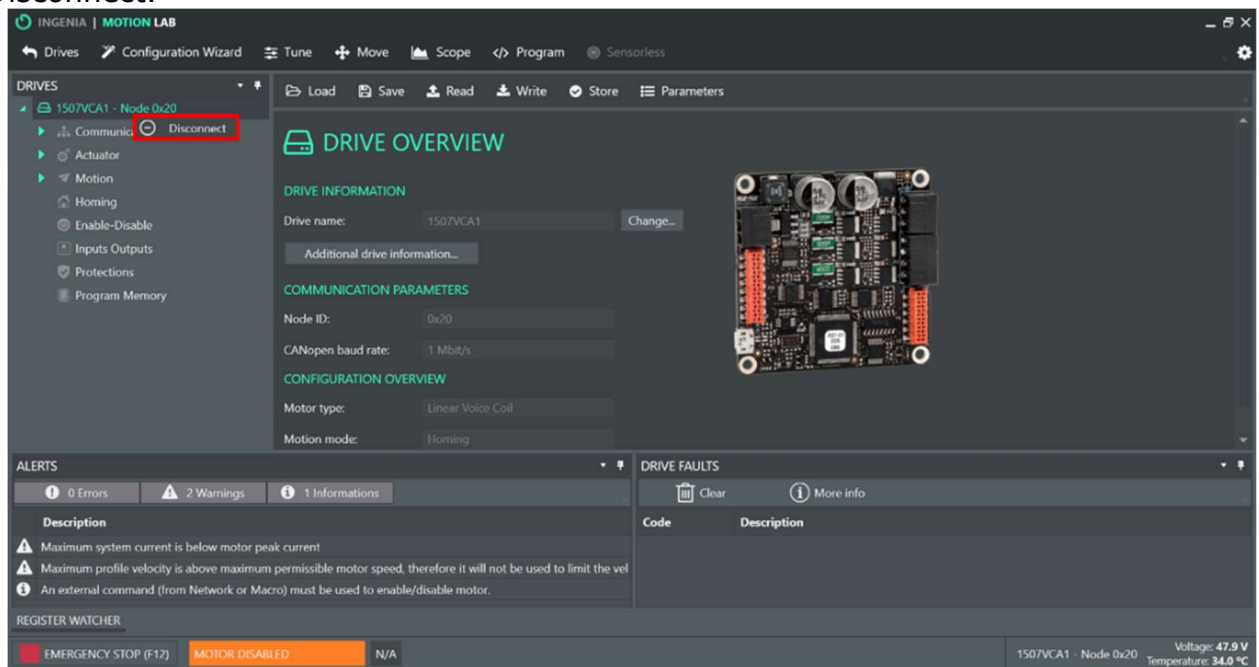 disconnect.
INGENIA | MOTION LAB
Drives Configuration Wizard Tune Move Scope </> Program Sensorless
DRIVES
1507VCA1 - Node 0x20
Communic
Disconnect
Actuator
Motion
Homing
Enable-Disable
Inputs Outputs
Protections
Program Memory
Load Save Read Write Store Parameters
DRIVE OVERVIEW
DRIVE INFORMATION
Drive name: 1507VCA1 Change...
Additional drive information...
COMMUNICATION PARAMETERS
Node ID: 0x20
CANopen baud rate: 1 Mbit/s
CONFIGURATION OVERVIEW
Motor type: Linear Voice Coil
Motion mode: Homing
ALERTS
0 Errors 2 Warnings 1 Informations
Description
Maximum system current is below motor peak current
Maximum profile velocity is above maximum permissible motor speed, therefore it will not be used to limit the vel
An external command (from Network or Macro) must be used to enable/disable motor.
DRIVE FAULTS
Clear More info
Code Description
REGISTER WATCHER
EMERGENCY STOP (F12) MOTOR DISABLED N/A
1507VCA1 - Node 0x20
Voltage: 47.9 V
Temperature: 34.0 ºC